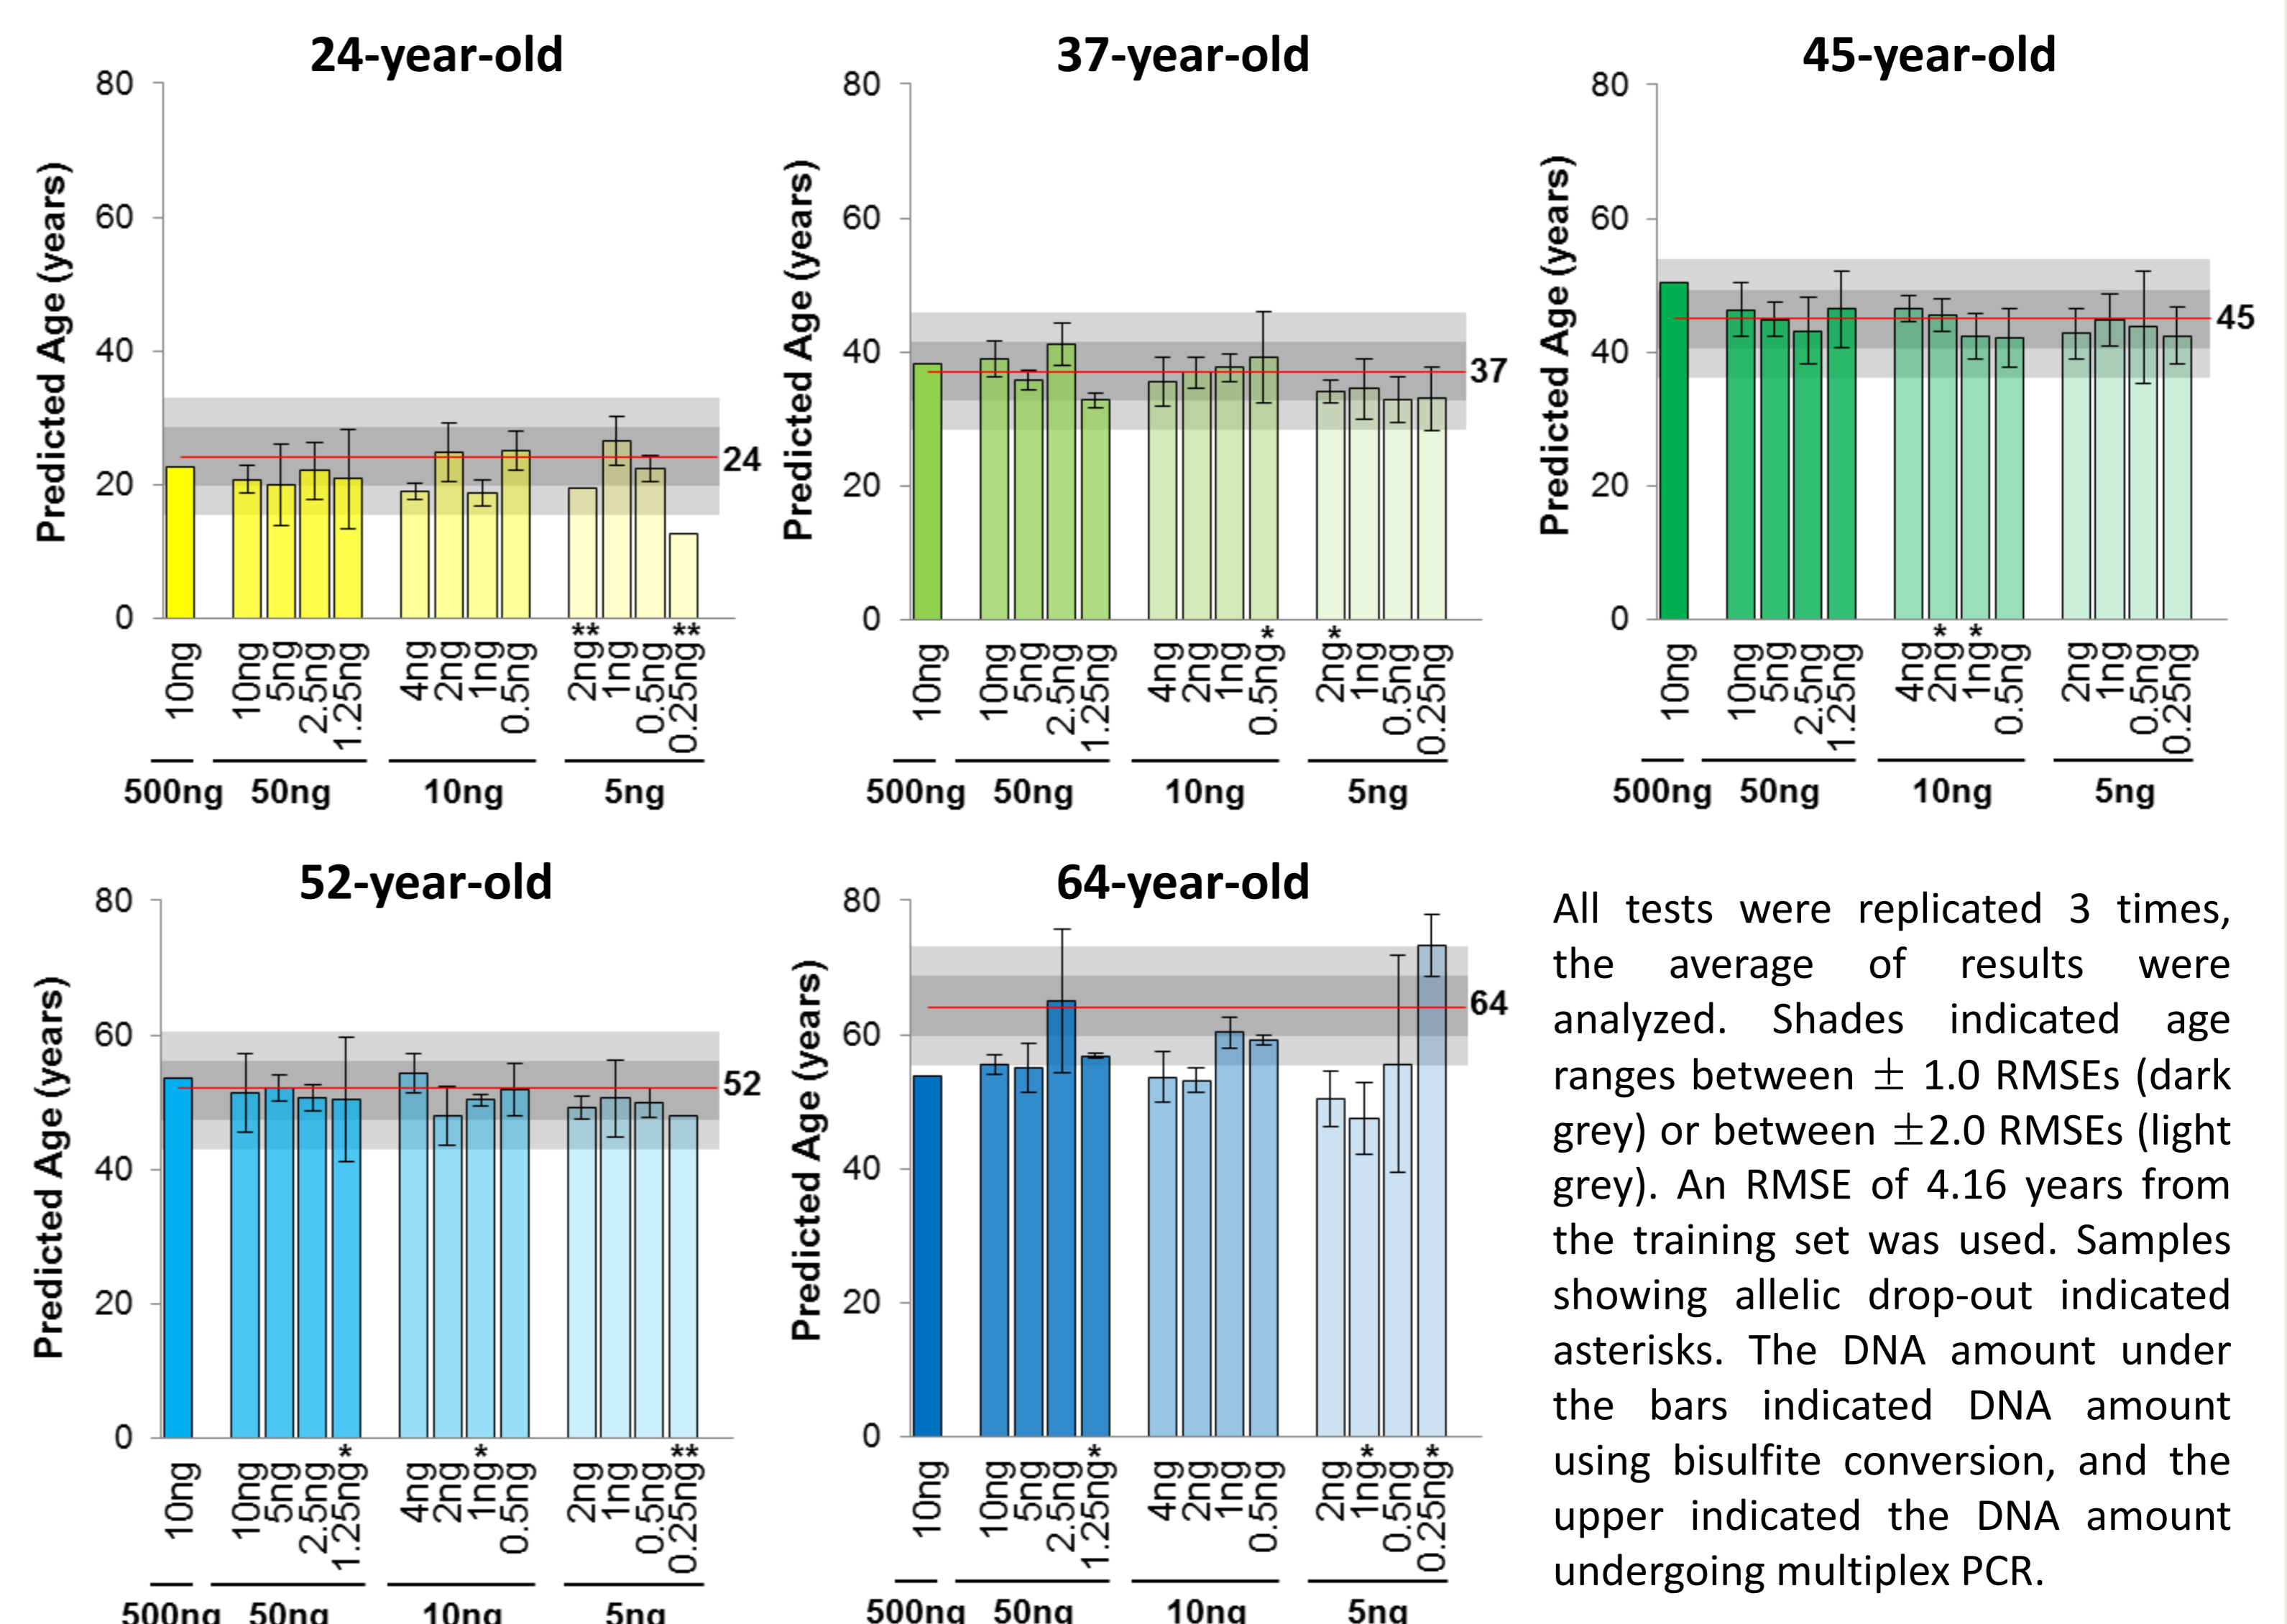 24-year-old
80
60
40
20
0
Predicted Age (years)
24
10ng
10ng
5ng
2.5ng
1.25ng
4ng
2ng
1ng
0.5ng
2ng**
1ng
0.5ng
0.25ng**
500ng
50ng
10ng
5ng
37-year-old
80
60
40
20
0
Predicted Age (years)
37
10ng
10ng
5ng
2.5ng
1.25ng
4ng
2ng
1ng
0.5ng*
2ng*
1ng
0.5ng
0.25ng
500ng
50ng
10ng
5ng
45-year-old
80
60
40
20
0
Predicted Age (years)
45
10ng
10ng
5ng
2.5ng
1.25ng
4ng
2ng*
1ng*
0.5ng
2ng
1ng
0.5ng
0.25ng
500ng
50ng
10ng
5ng
52-year-old
80
60
40
20
0
Predicted Age (years)
52
10ng
10ng
5ng
2.5ng
1.25ng*
4ng
2ng
1ng*
0.5ng
2ng
1ng
0.5ng
0.25ng**
500ng
50ng
10ng
5ng
64-year-old
80
60
40
20
0
Predicted Age (years)
64
10ng
10ng
5ng
2.5ng
1.25ng*
4ng
2ng
1ng
0.5ng
2ng
1ng*
0.5ng
0.25ng*
500ng
50ng
10ng
5ng
All tests were replicated 3 times,
the average of results were
analyzed. Shades indicated age
ranges between ± 1.0 RMSEs (dark
grey) or between ±2.0 RMSEs (light
grey). An RMSE of 4.16 years from
the training set was used. Samples
showing allelic drop-out indicated
asterisks. The DNA amount under
the bars indicated DNA amount
using bisulfite conversion, and the
upper indicated the DNA amount
undergoing multiplex PCR.